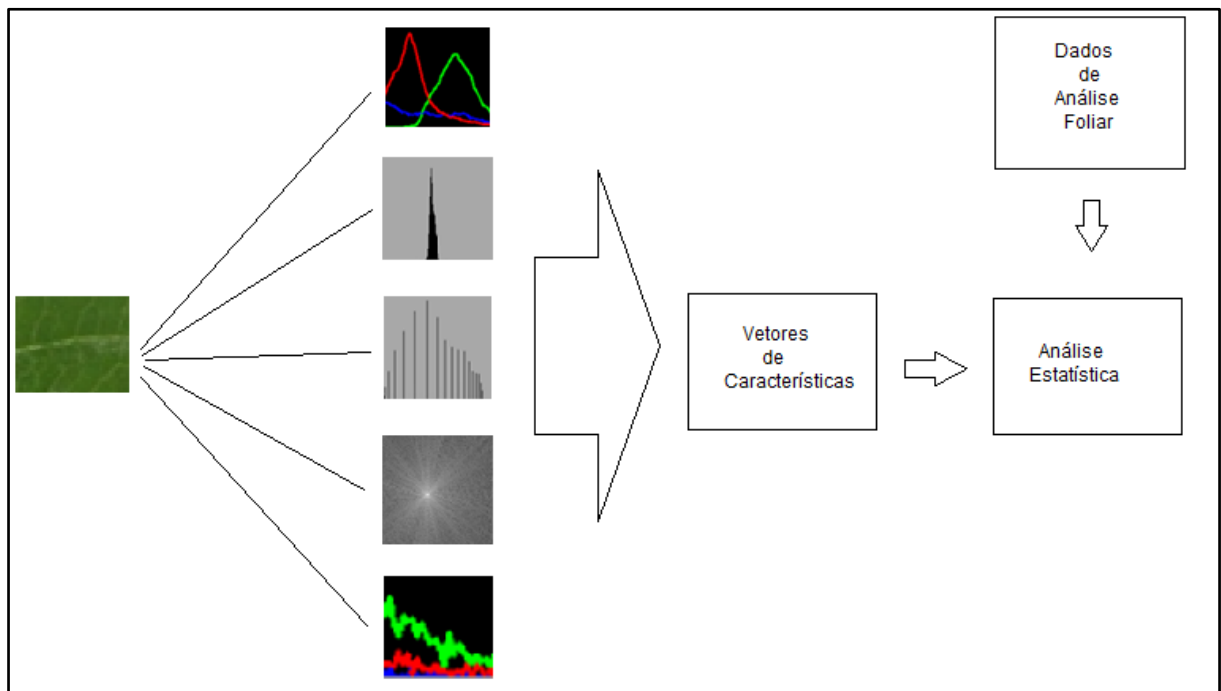 Dados
de
Análise
Foliar
Vetores
de
Características
Análise
Estatística